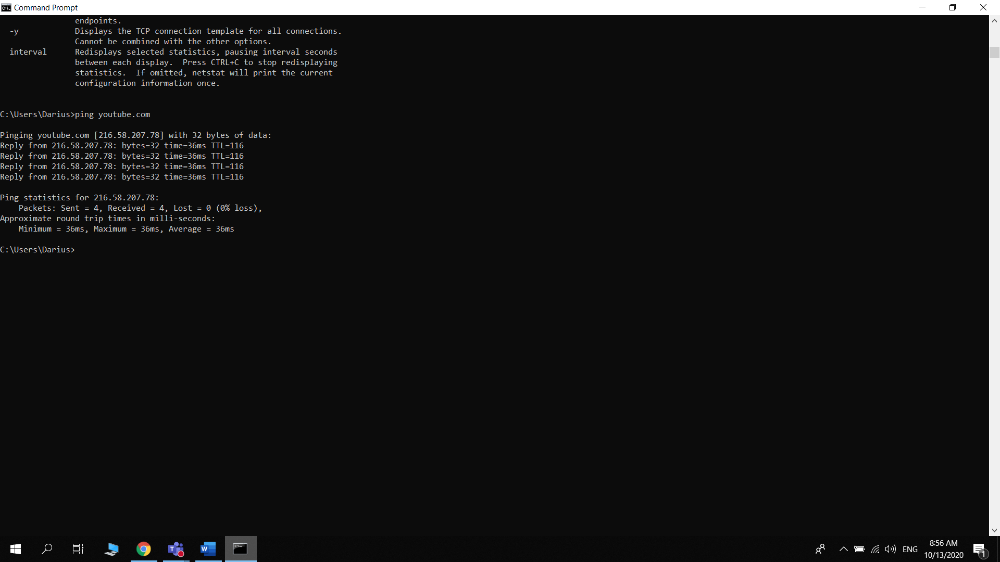 Command Prompt
endpoints.
-y Displays the TCP connection template for all connections.
Cannot be combined with the other options.
interval Redisplays selected statistics, pausing interval seconds
between each display.  Press CTRL+C to stop redisplaying
statistics.  If omitted, netstat will print the current
configuration information once.
C:\Users\Darius>ping youtube.com
Pinging youtube.com [216.58.207.78] with 32 bytes of data:
Reply from 216.58.207.78: bytes=32 time=36ms TTL=116
Reply from 216.58.207.78: bytes=32 time=36ms TTL=116
Reply from 216.58.207.78: bytes=32 time=36ms TTL=116
Reply from 216.58.207.78: bytes=32 time=36ms TTL=116
Ping statistics for 216.58.207.78:
Packets: Sent = 4, Received = 4, Lost = 0 (0% loss),
Approximate round trip times in milli-seconds:
Minimum = 36ms, Maximum = 36ms, Average = 36ms
C:\Users\Darius>
ENG
8:56 AM
10/13/2020
1